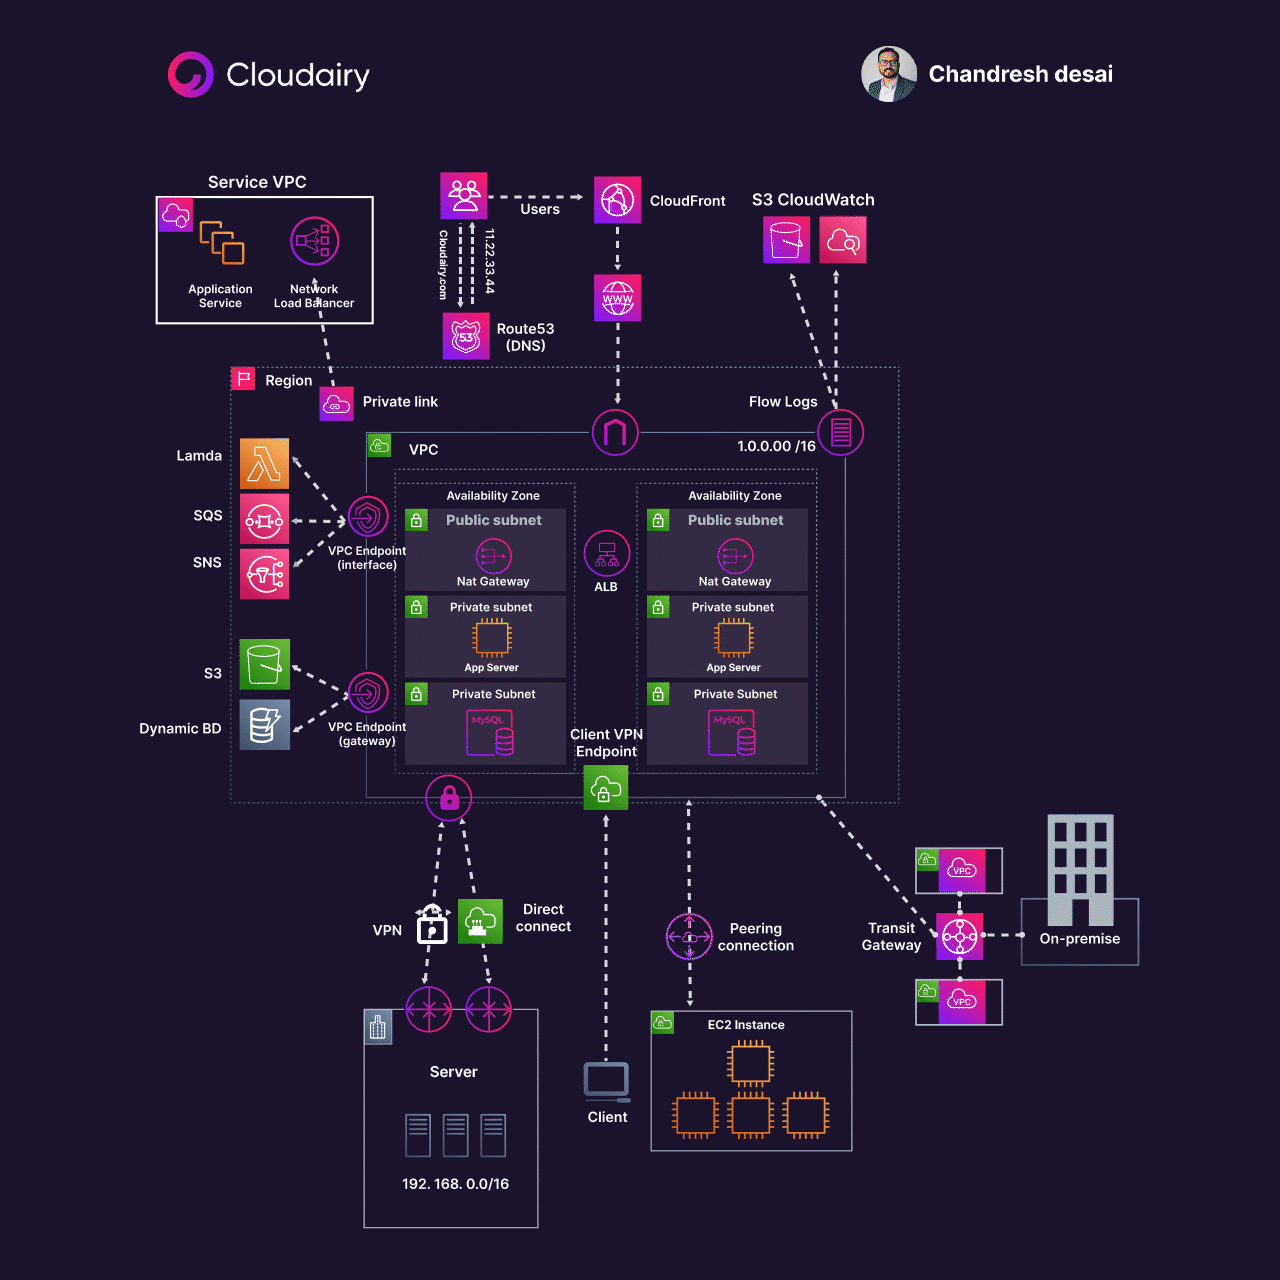 Cloudairy
Chandresh desai
Service VPC
Application
Service
Network
Load Balancer
Users
Cloudairy.com
11.22.33.44
Route53
(DNS)
CloudFront
WWW
S3 CloudWatch
Region
Private link
Flow Logs
1.0.0.00 /16
VPC
Lamda
SQS
SNS
VPC Endpoint
(interface)
S3
Dynamic BD
VPC Endpoint
(gateway)
Availability Zone
Public subnet
Nat Gateway
Private subnet
App Server
Private Subnet
MySQL
ALB
Availability Zone
Public subnet
Nat Gateway
Private subnet
App Server
Private Subnet
MySQL
Client VPN
Endpoint
VPN
Direct
connect
Peering
connection
Transit
Gateway
VPC
VPC
On-premise
Server
192. 168. 0.0/16
Client
EC2 Instance
53